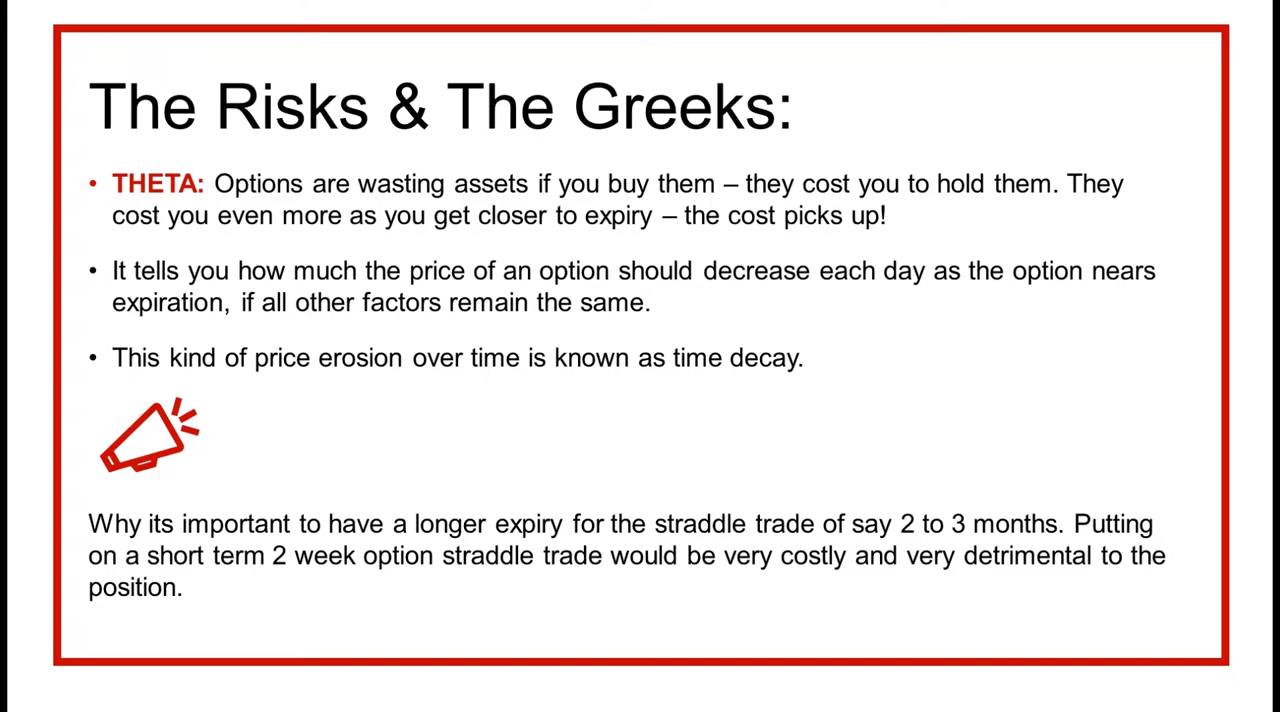 The Risks & The Greeks:
• THETA: Options are wasting assets if you buy them – they cost you to hold them. They
cost you even more as you get closer to expiry – the cost picks up!
• It tells you how much the price of an option should decrease each day as the option nears
expiration, if all other factors remain the same.
• This kind of price erosion over time is known as time decay.
Why its important to have a longer expiry for the straddle trade of say 2 to 3 months. Putting
on a short term 2 week option straddle trade would be very costly and very detrimental to the
position.